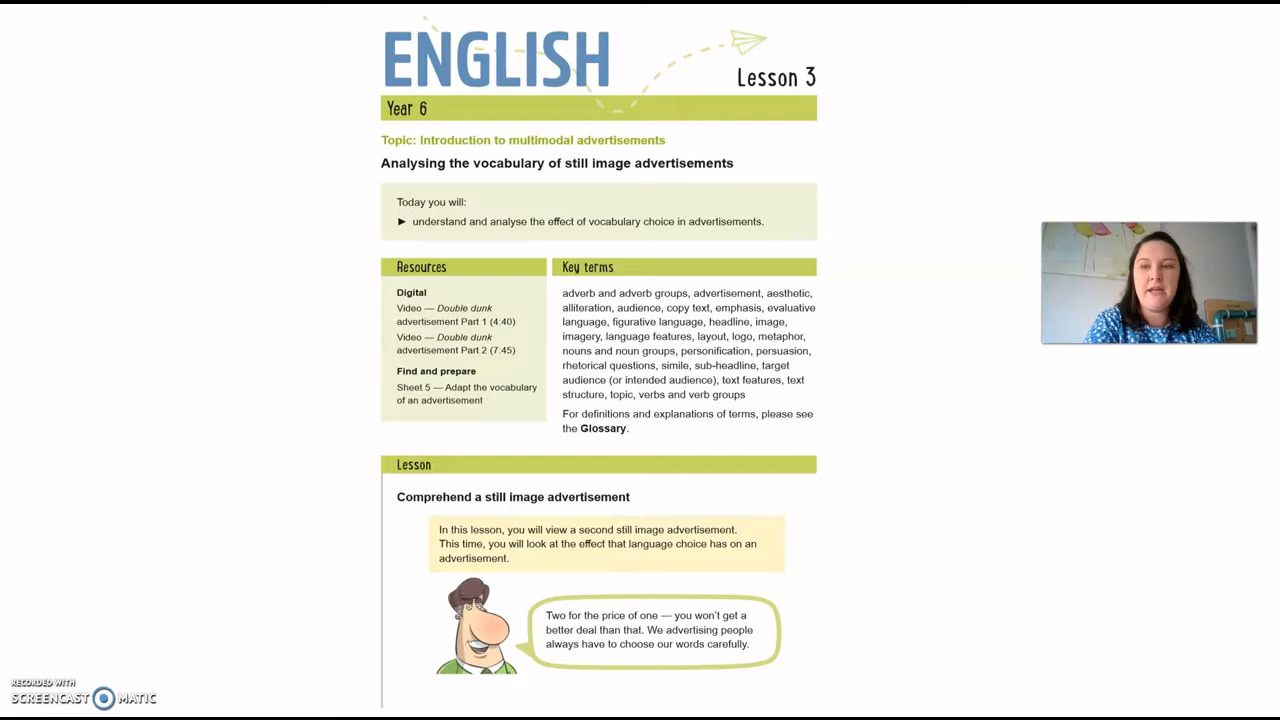 ENGLISH
Lesson 3
Year 6
Topic: Introduction to multimodal advertisements
Analysing the vocabulary of still image advertisements
Today you will:
► understand and analyse the effect of vocabulary choice in advertisements.
Resources
Digital
Video — Double dunk
advertisement Part 1 (4:40)
Video — Double dunk
advertisement Part 2 (7:45)
Find and prepare
Sheet 5 — Adapt the vocabulary
of an advertisement
Key terms
adverb and adverb groups, advertisement, aesthetic,
alliteration, audience, copy text, emphasis, evaluative
language, figurative language, headline, image,
imagery, language features, layout, logo, metaphor,
nouns and noun groups, personification, persuasion,
rhetorical questions, simile, sub-headline, target
audience (or intended audience), text features, text
structure, topic, verbs and verb groups
For definitions and explanations of terms, please see
the Glossary.
Lesson
Comprehend a still image advertisement
In this lesson, you will view a second still image advertisement.
This time, you will look at the effect that language choice has on an
advertisement.
Two for the price of one — you won't get a
better deal than that. We advertising people
always have to choose our words carefully.
RECORDED WITH
SCREENCAST MATIC